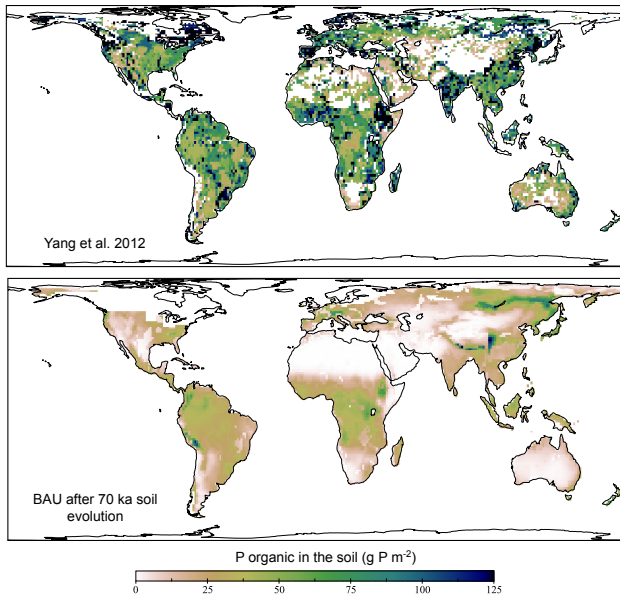 Yang et al. 2012
BAU after 70 ka soil
evolution
P organic in the soil (g P m⁻²)
0 25 50 75 100 125